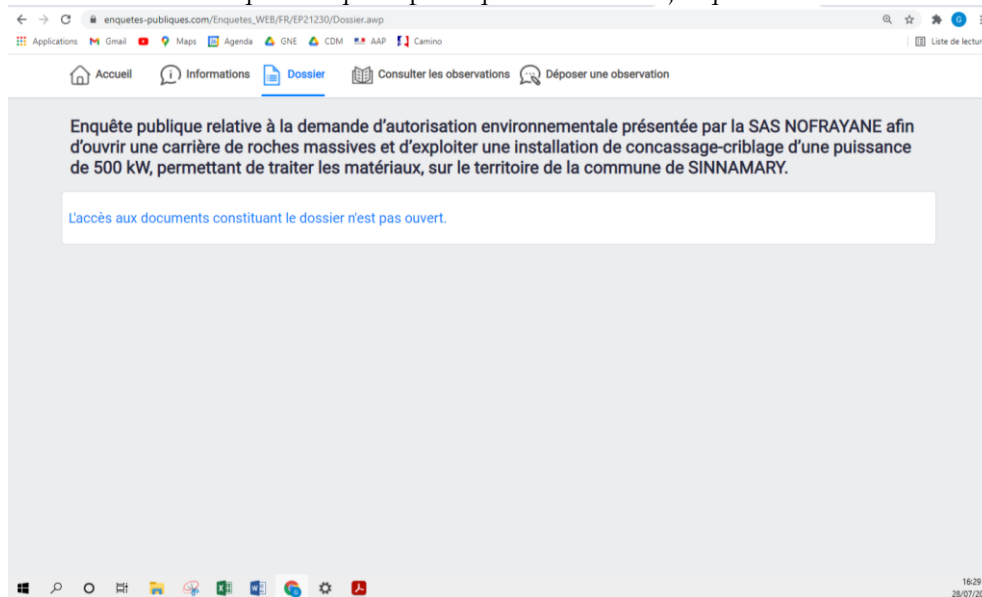 enquetes-publiques.com/Enquetes_WEB/FR/EP21230/Dossier.awp
Applications Gmail Maps Agenda GNE CDM AAP Camino Liste de lectur
Accueil Informations Dossier Consulter les observations Déposer une observation
Enquête publique relative à la demande d'autorisation environnementale présentée par la SAS NOFRAYANE afin
d'ouvrir une carrière de roches massives et d'exploiter une installation de concassage-criblage d'une puissance
de 500 kW, permettant de traiter les matériaux, sur le territoire de la commune de SINNAMARY.
L'accès aux documents constituant le dossier n'est pas ouvert.
16:29
28/07/20